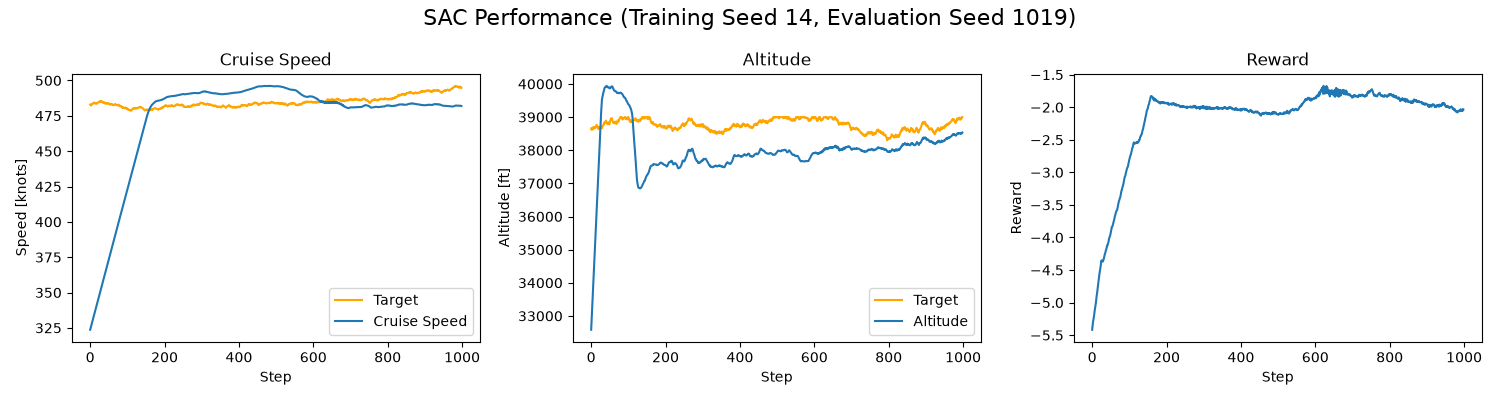 SAC Performance (Training Seed 14, Evaluation Seed 1019)
Cruise Speed
500
475
450
425
400
375
350
325
Speed [knots]
0 200 400 600 800 1000
Step
Target
Cruise Speed
Altitude
40000
39000
38000
37000
36000
35000
34000
33000
Altitude [ft]
0 200 400 600 800 1000
Step
Target
Altitude
Reward
−1.5
−2.0
−2.5
−3.0
−3.5
−4.0
−4.5
−5.0
−5.5
Reward
0 200 400 600 800 1000
Step